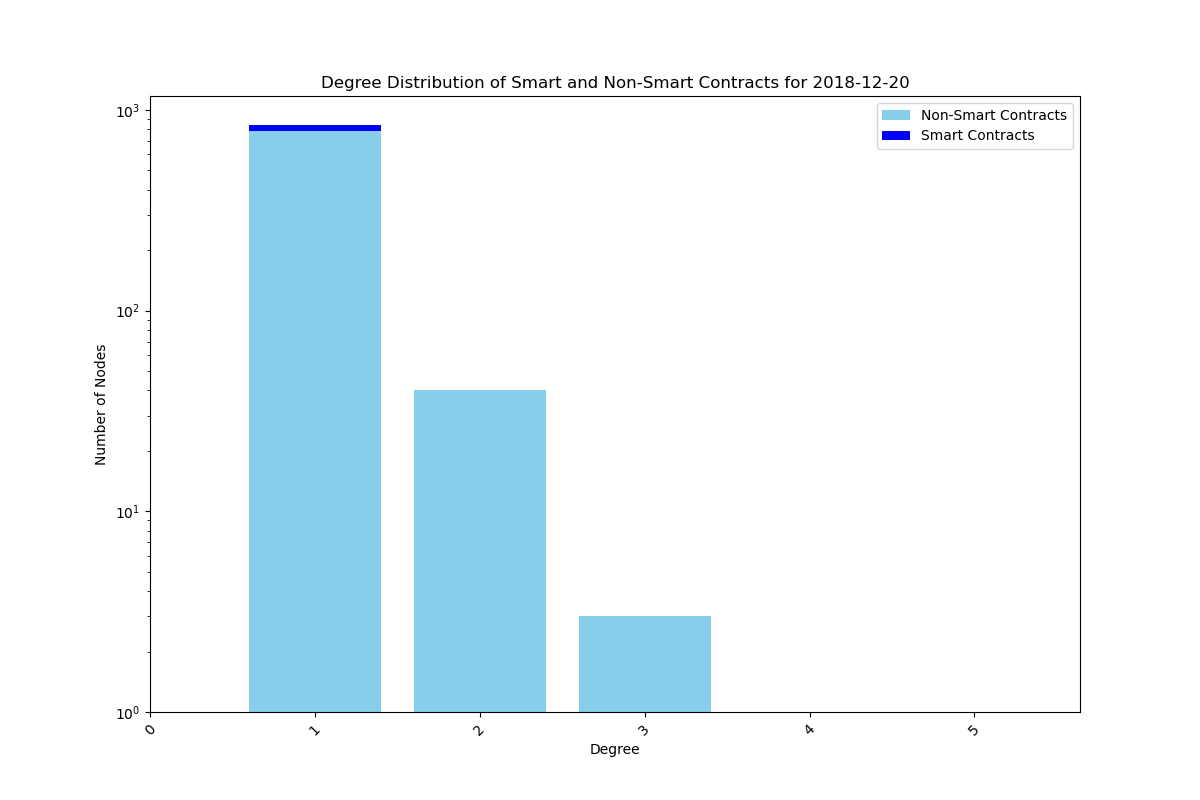 Degree Distribution of Smart and Non-Smart Contracts for 2018-12-20
Non-Smart Contracts
Smart Contracts
Number of Nodes
10³
10²
10¹
10⁰
0 1 2 3 4 5
Degree